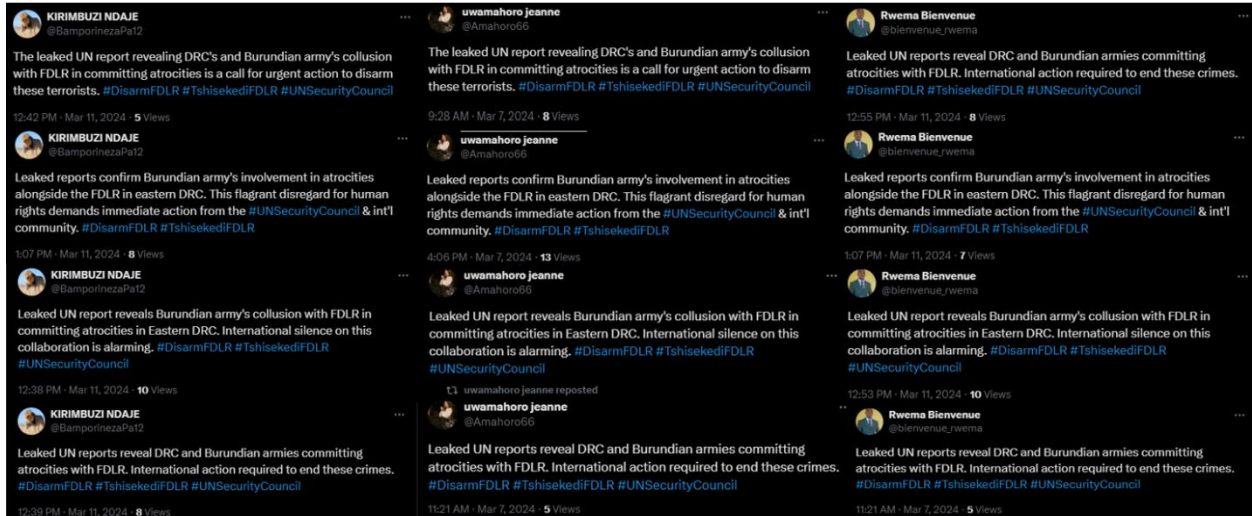 KIRIMBUZI NDAJE
@BamporinezaPa12
The leaked UN report revealing DRC's and Burundian army's collusion
with FDLR in committing atrocities is a call for urgent action to disarm
these terrorists. #DisarmFDLR #TshisekediFDLR #UNSecurityCouncil
12:42 PM · Mar 11, 2024 · 5 Views
KIRIMBUZI NDAJE
@BamporinezaPa12
Leaked reports confirm Burundian army's involvement in atrocities
alongside the FDLR in eastern DRC. This flagrant disregard for human
rights demands immediate action from the #UNSecurityCouncil & int'l
community. #DisarmFDLR #TshisekediFDLR
1:07 PM · Mar 11, 2024 · 8 Views
KIRIMBUZI NDAJE
@BamporinezaPa12
Leaked UN report reveals Burundian army's collusion with FDLR in
committing atrocities in Eastern DRC. International silence on this
collaboration is alarming. #DisarmFDLR #TshisekediFDLR
#UNSecurityCouncil
12:38 PM · Mar 11, 2024 · 10 Views
KIRIMBUZI NDAJE
@BamporinezaPa12
Leaked UN reports reveal DRC and Burundian armies committing
atrocities with FDLR. International action required to end these crimes.
#DisarmFDLR #TshisekediFDLR #UNSecurityCouncil
12:39 PM · Mar 11, 2024 · 8 Views
uwamahoro jeanne
@Amahoro66
The leaked UN report revealing DRC's and Burundian army's collusion
with FDLR in committing atrocities is a call for urgent action to disarm
these terrorists. #DisarmFDLR #TshisekediFDLR #UNSecurityCouncil
9:28 AM · Mar 7, 2024 · 8 Views
uwamahoro jeanne
@Amahoro66
Leaked reports confirm Burundian army's involvement in atrocities
alongside the FDLR in eastern DRC. This flagrant disregard for human
rights demands immediate action from the #UNSecurityCouncil & int'l
community. #DisarmFDLR #TshisekediFDLR
4:06 PM · Mar 7, 2024 · 13 Views
uwamahoro jeanne
@Amahoro66
Leaked UN report reveals Burundian army's collusion with FDLR in
committing atrocities in Eastern DRC. International silence on this
collaboration is alarming. #DisarmFDLR #TshisekediFDLR
#UNSecurityCouncil
uwamahoro jeanne reposted
uwamahoro jeanne
@Amahoro66
Leaked UN reports reveal DRC and Burundian armies committing
atrocities with FDLR. International action required to end these crimes.
#DisarmFDLR #TshisekediFDLR #UNSecurityCouncil
11:21 AM · Mar 7, 2024 · 5 Views
Rwema Bienvenue
@bienvenue_rwema
Leaked UN reports reveal DRC and Burundian armies committing
atrocities with FDLR. International action required to end these crimes.
#DisarmFDLR #TshisekediFDLR #UNSecurityCouncil
12:55 PM · Mar 11, 2024 · 8 Views
Rwema Bienvenue
@bienvenue_rwema
Leaked reports confirm Burundian army's involvement in atrocities
alongside the FDLR in eastern DRC. This flagrant disregard for human
rights demands immediate action from the #UNSecurityCouncil & int'l
community. #DisarmFDLR #TshisekediFDLR
1:07 PM · Mar 11, 2024 · 7 Views
Rwema Bienvenue
@bienvenue_rwema
Leaked UN report reveals Burundian army's collusion with FDLR in
committing atrocities in Eastern DRC. International silence on this
collaboration is alarming. #DisarmFDLR #TshisekediFDLR
#UNSecurityCouncil
12:53 PM · Mar 11, 2024 · 10 Views
Rwema Bienvenue
@bienvenue_rwema
Leaked UN reports reveal DRC and Burundian armies committing
atrocities with FDLR. International action required to end these crimes.
#DisarmFDLR #TshisekediFDLR #UNSecurityCouncil
11:21 AM · Mar 7, 2024 · 5 Views